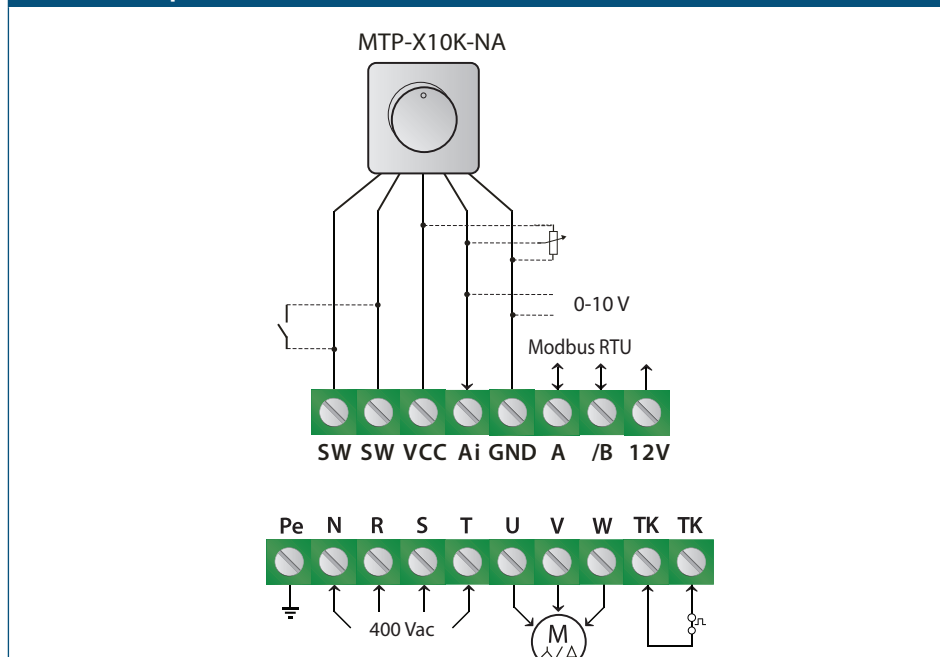 MTP-X10K-NA
0-10 V
Modbus RTU
SW SW VCC Ai GND A /B 12V
Pe N R S T U V W TK TK
400 Vac
M